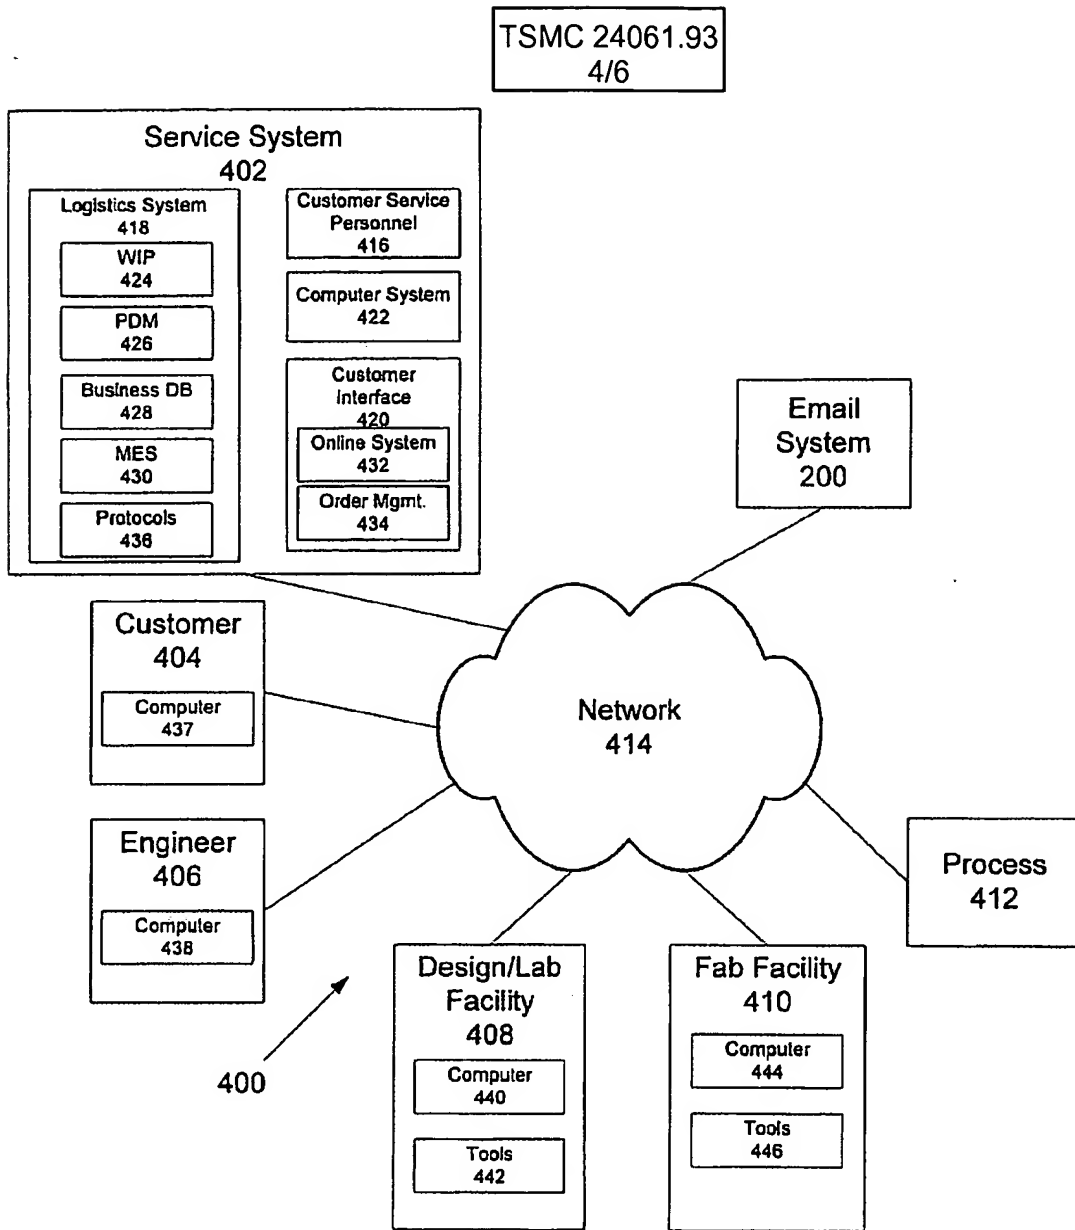 TSMC 24061.93
4/6
Service System
402
Logistics System
418
WIP
424
PDM
426
Business DB
428
MES
430
Protocols
436
Customer Service
Personnel
416
Computer System
422
Customer
Interface
420
Online System
432
Order Mgmt.
434
Email
System
200
Customer
404
Computer
437
Network
414
Engineer
406
Computer
438
Process
412
Design/Lab
Facility
408
Computer
440
Tools
442
Fab Facility
410
Computer
444
Tools
446
400